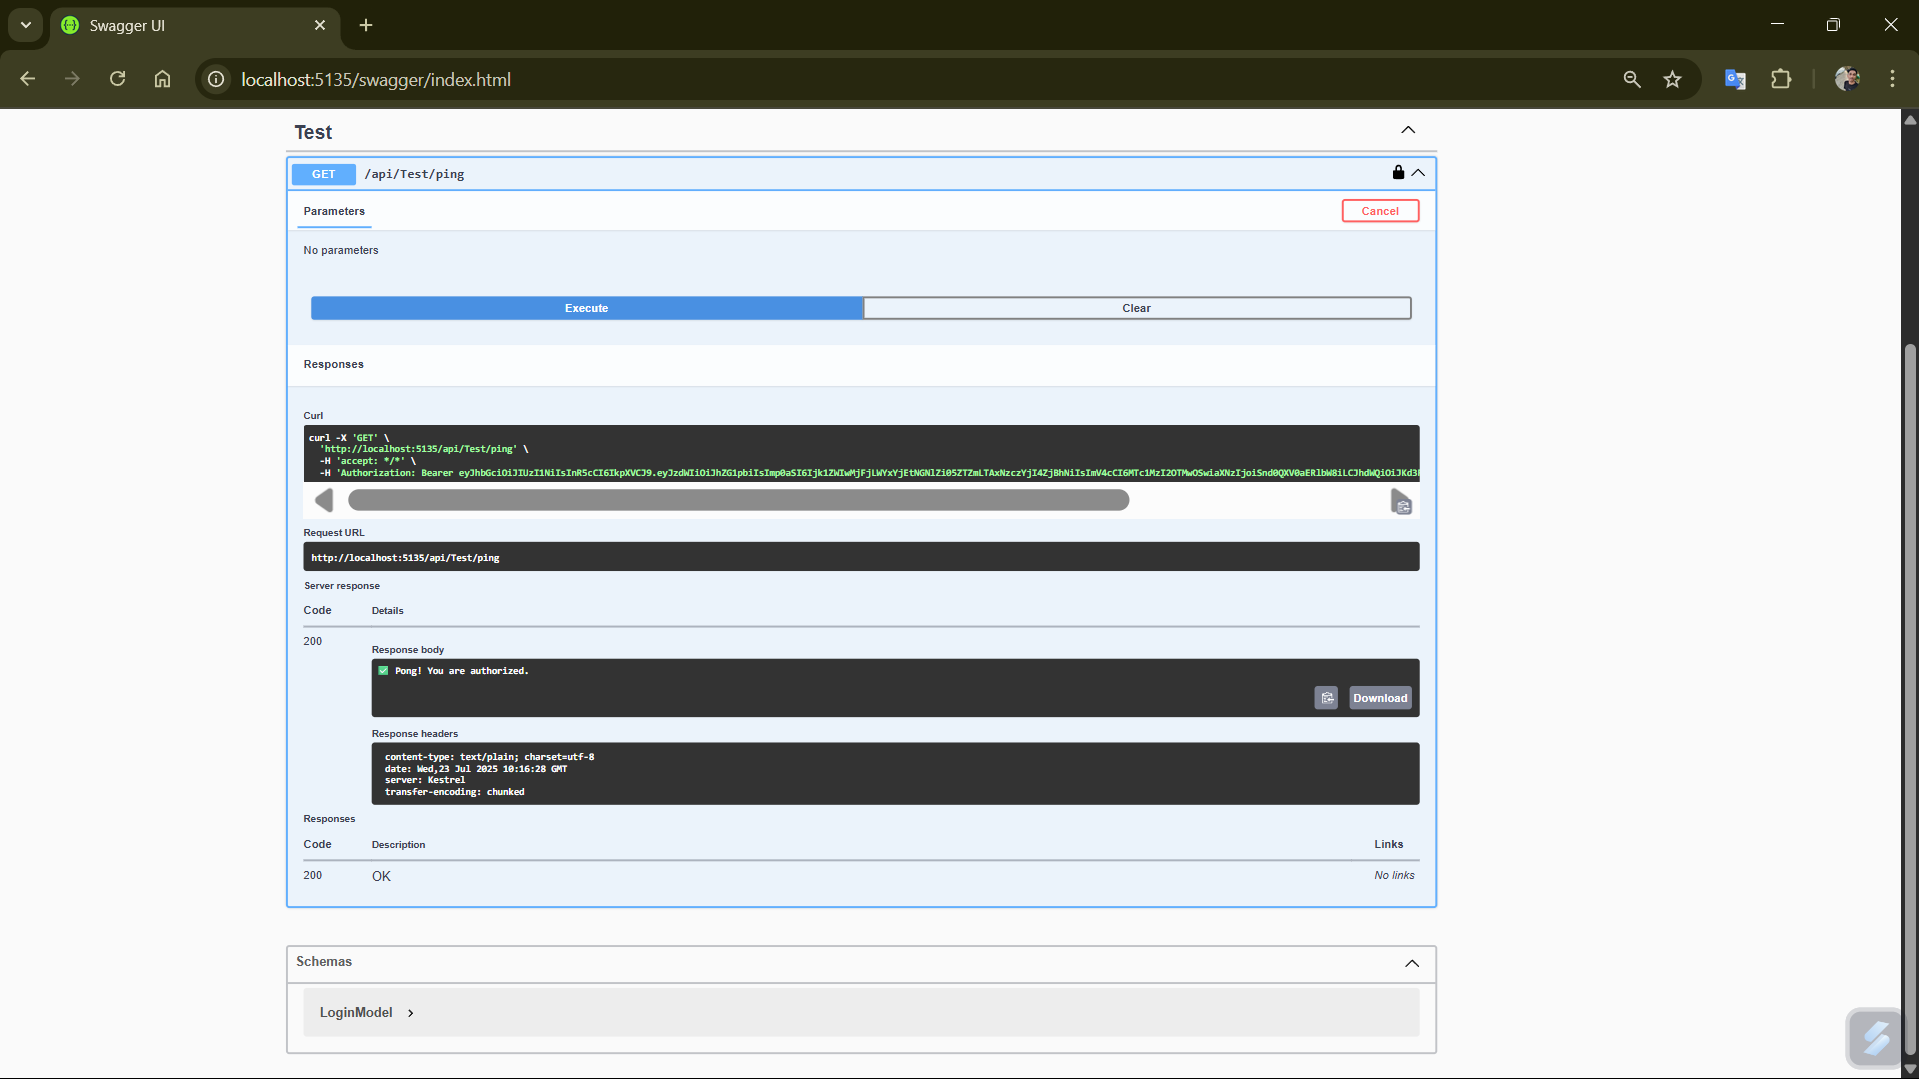 Swagger UI
localhost:5135/swagger/index.html
Test
GET /api/Test/ping
Parameters
Cancel
No parameters
Execute
Clear
Responses
Curl
curl -X 'GET' \
'http://localhost:5135/api/Test/ping' \
-H 'accept: */*' \
-H 'Authorization: Bearer
Request URL
http://localhost:5135/api/Test/ping
Server response
Code Details
200
Response body
✅ Pong! You are authorized.
Download
Response headers
content-type: text/plain; charset=utf-8
date: Wed,23 Jul 2025 10:16:28 GMT
server: Kestrel
transfer-encoding: chunked
Responses
Code Description Links
200 OK No links
Schemas
LoginModel